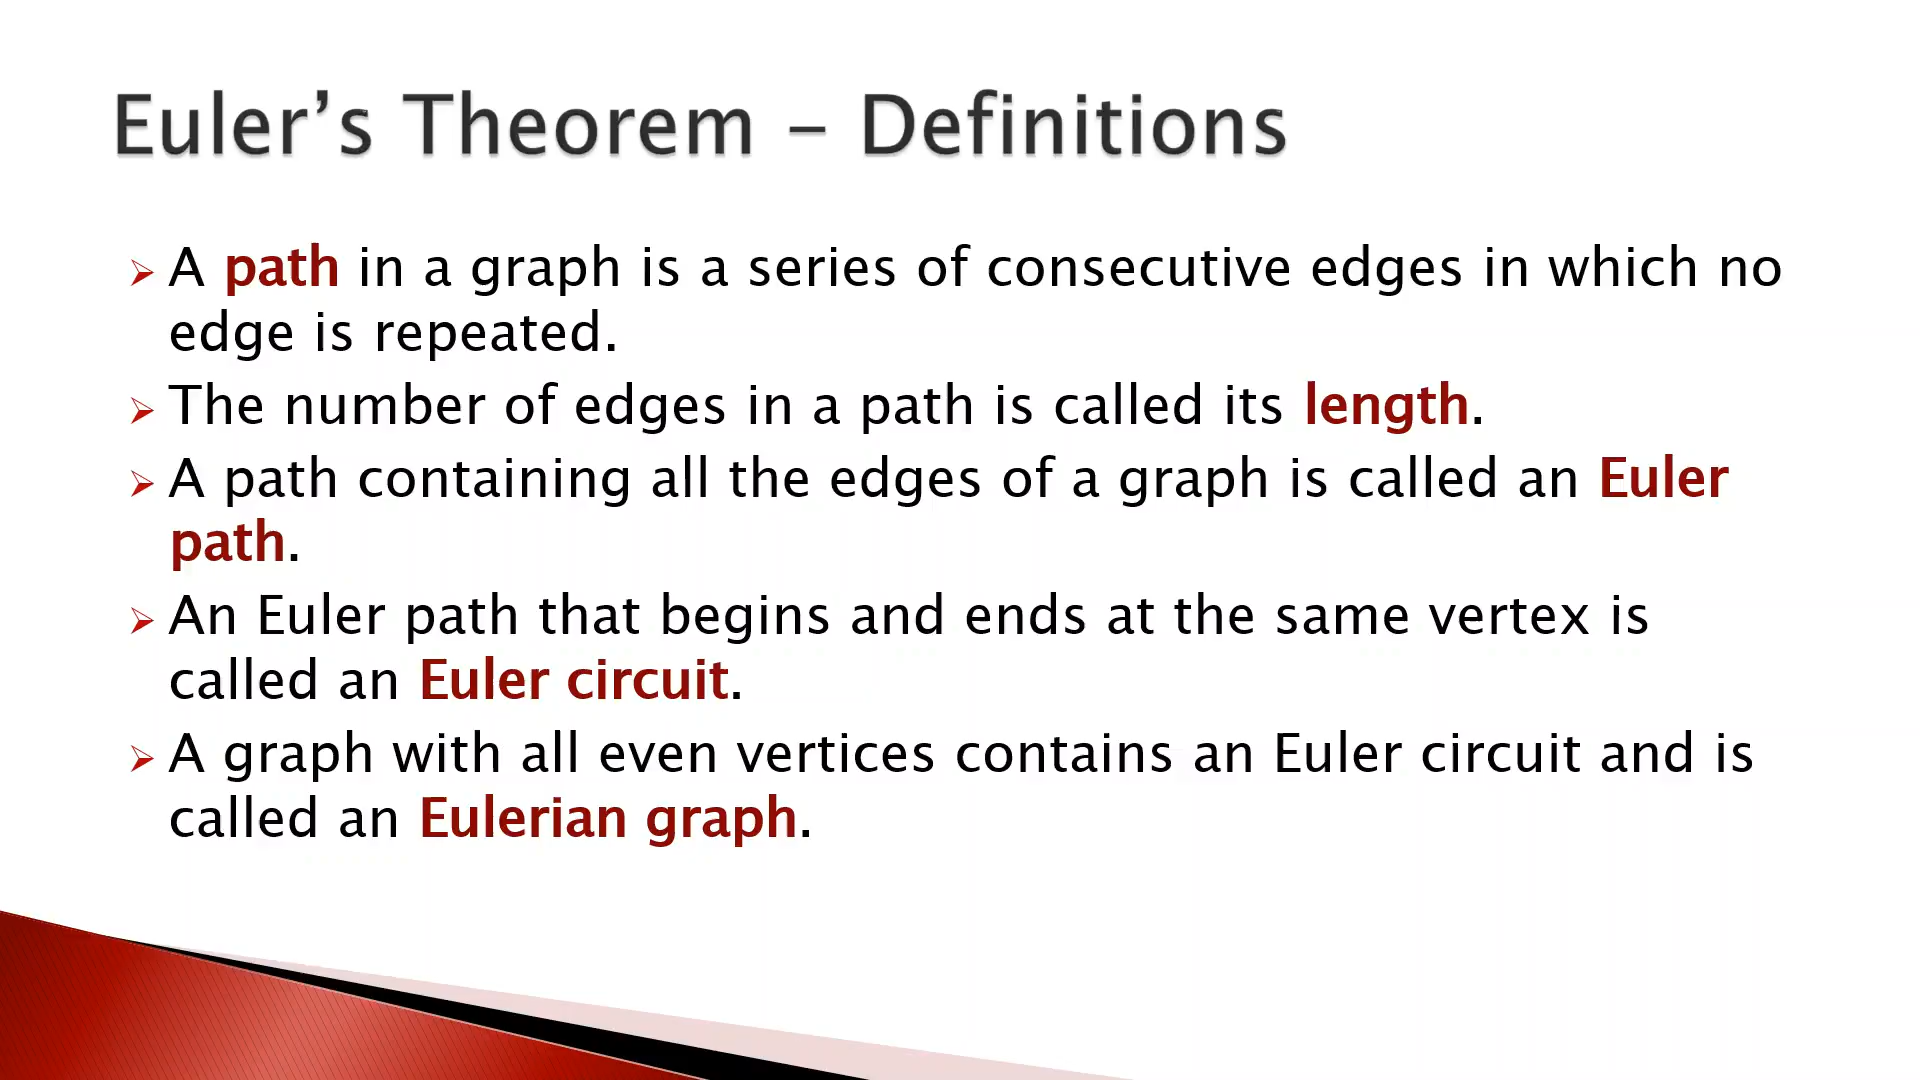 Euler’s Theorem – Definitions
➢ A path in a graph is a series of consecutive edges in which no
edge is repeated.
➢ The number of edges in a path is called its length.
➢ A path containing all the edges of a graph is called an Euler
path.
➢ An Euler path that begins and ends at the same vertex is
called an Euler circuit.
➢ A graph with all even vertices contains an Euler circuit and is
called an Eulerian graph.